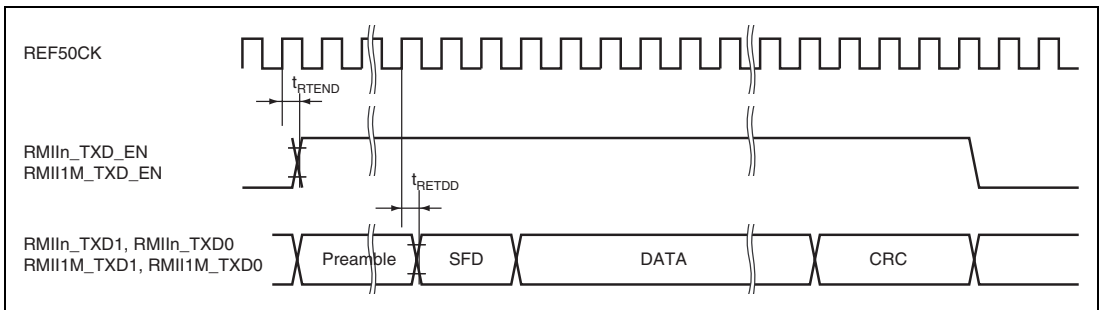 REF50CK
tRTEND
RMIIn_TXD_EN
RMII1M_TXD_EN
tRETDD
RMIIn_TXD1, RMIIn_TXD0
RMII1M_TXD1, RMII1M_TXD0
Preamble SFD DATA CRC